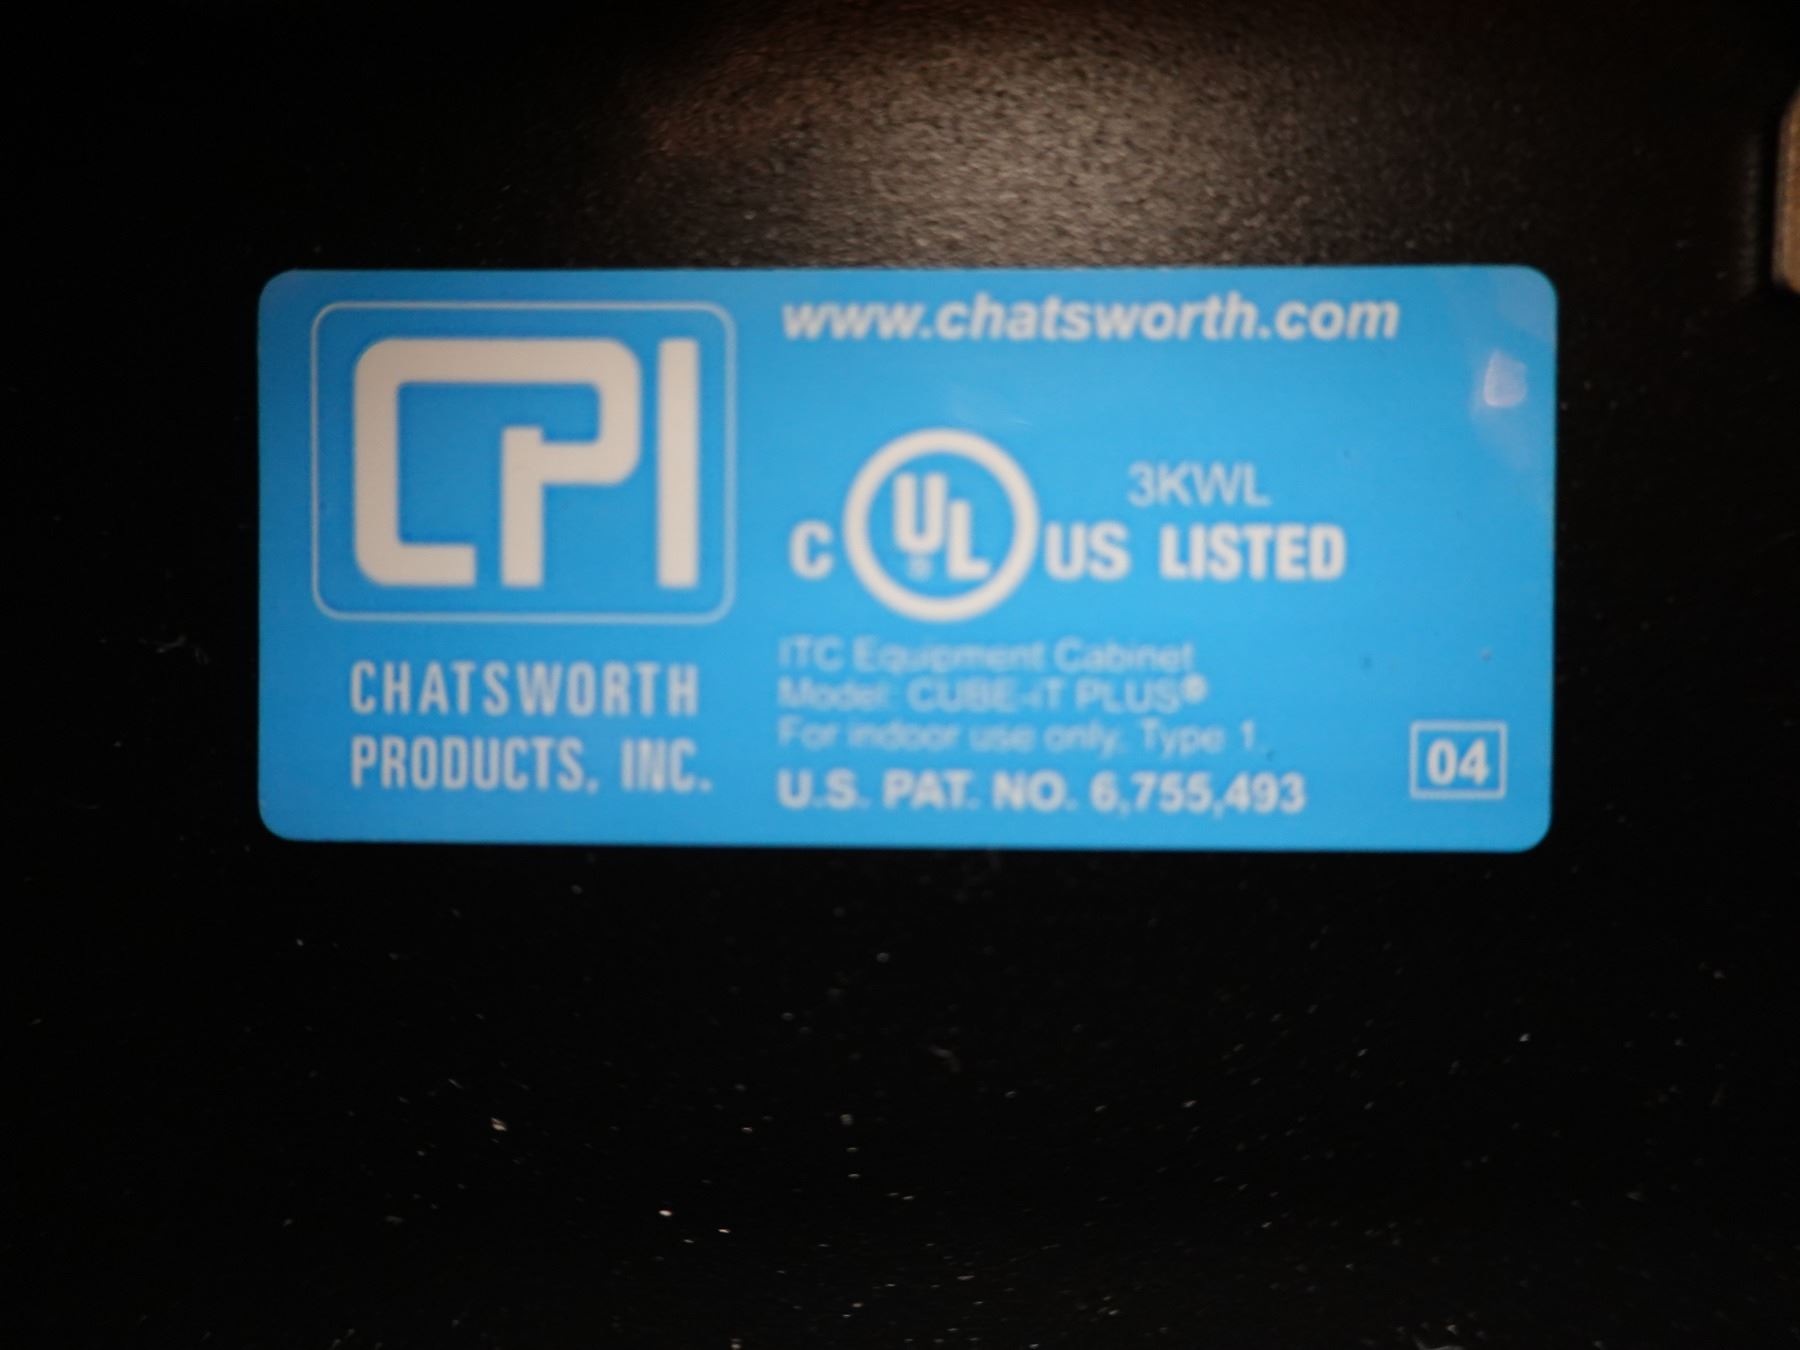 CPI
CHATSWORTH
PRODUCTS, INC.
www.chatsworth.com
C UL US LISTED
®
3KWL
ITC Equipment Cabinet
Model: CUBE-iT PLUS®
For indoor use only. Type 1.
U.S. PAT. NO. 6,755,493
04